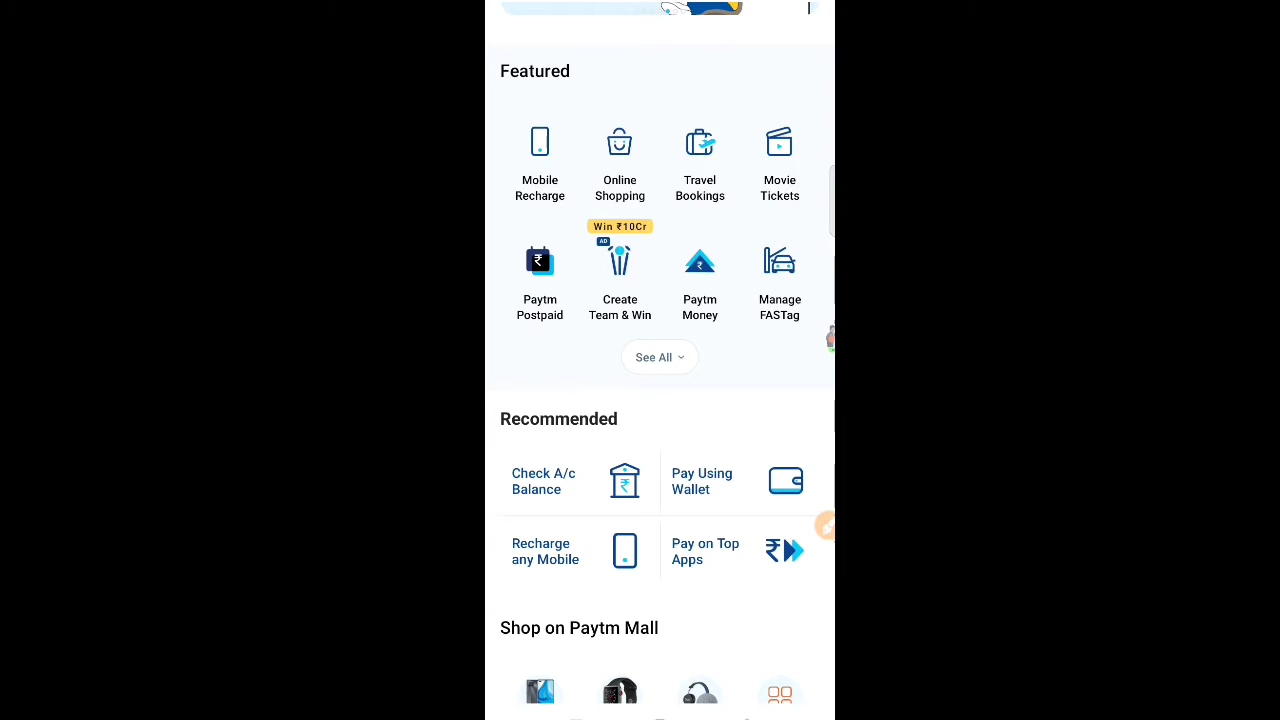 Featured
Mobile
Recharge
Online
Shopping
Travel
Bookings
Movie
Tickets
Win ₹10Cr
AD
₹
Paytm
Postpaid
Create
Team & Win
₹
Paytm
Money
Manage
FASTag
See All
Recommended
Check A/c
Balance
₹
Pay Using
Wallet
Recharge
any Mobile
Pay on Top
Apps
₹
Shop on Paytm Mall